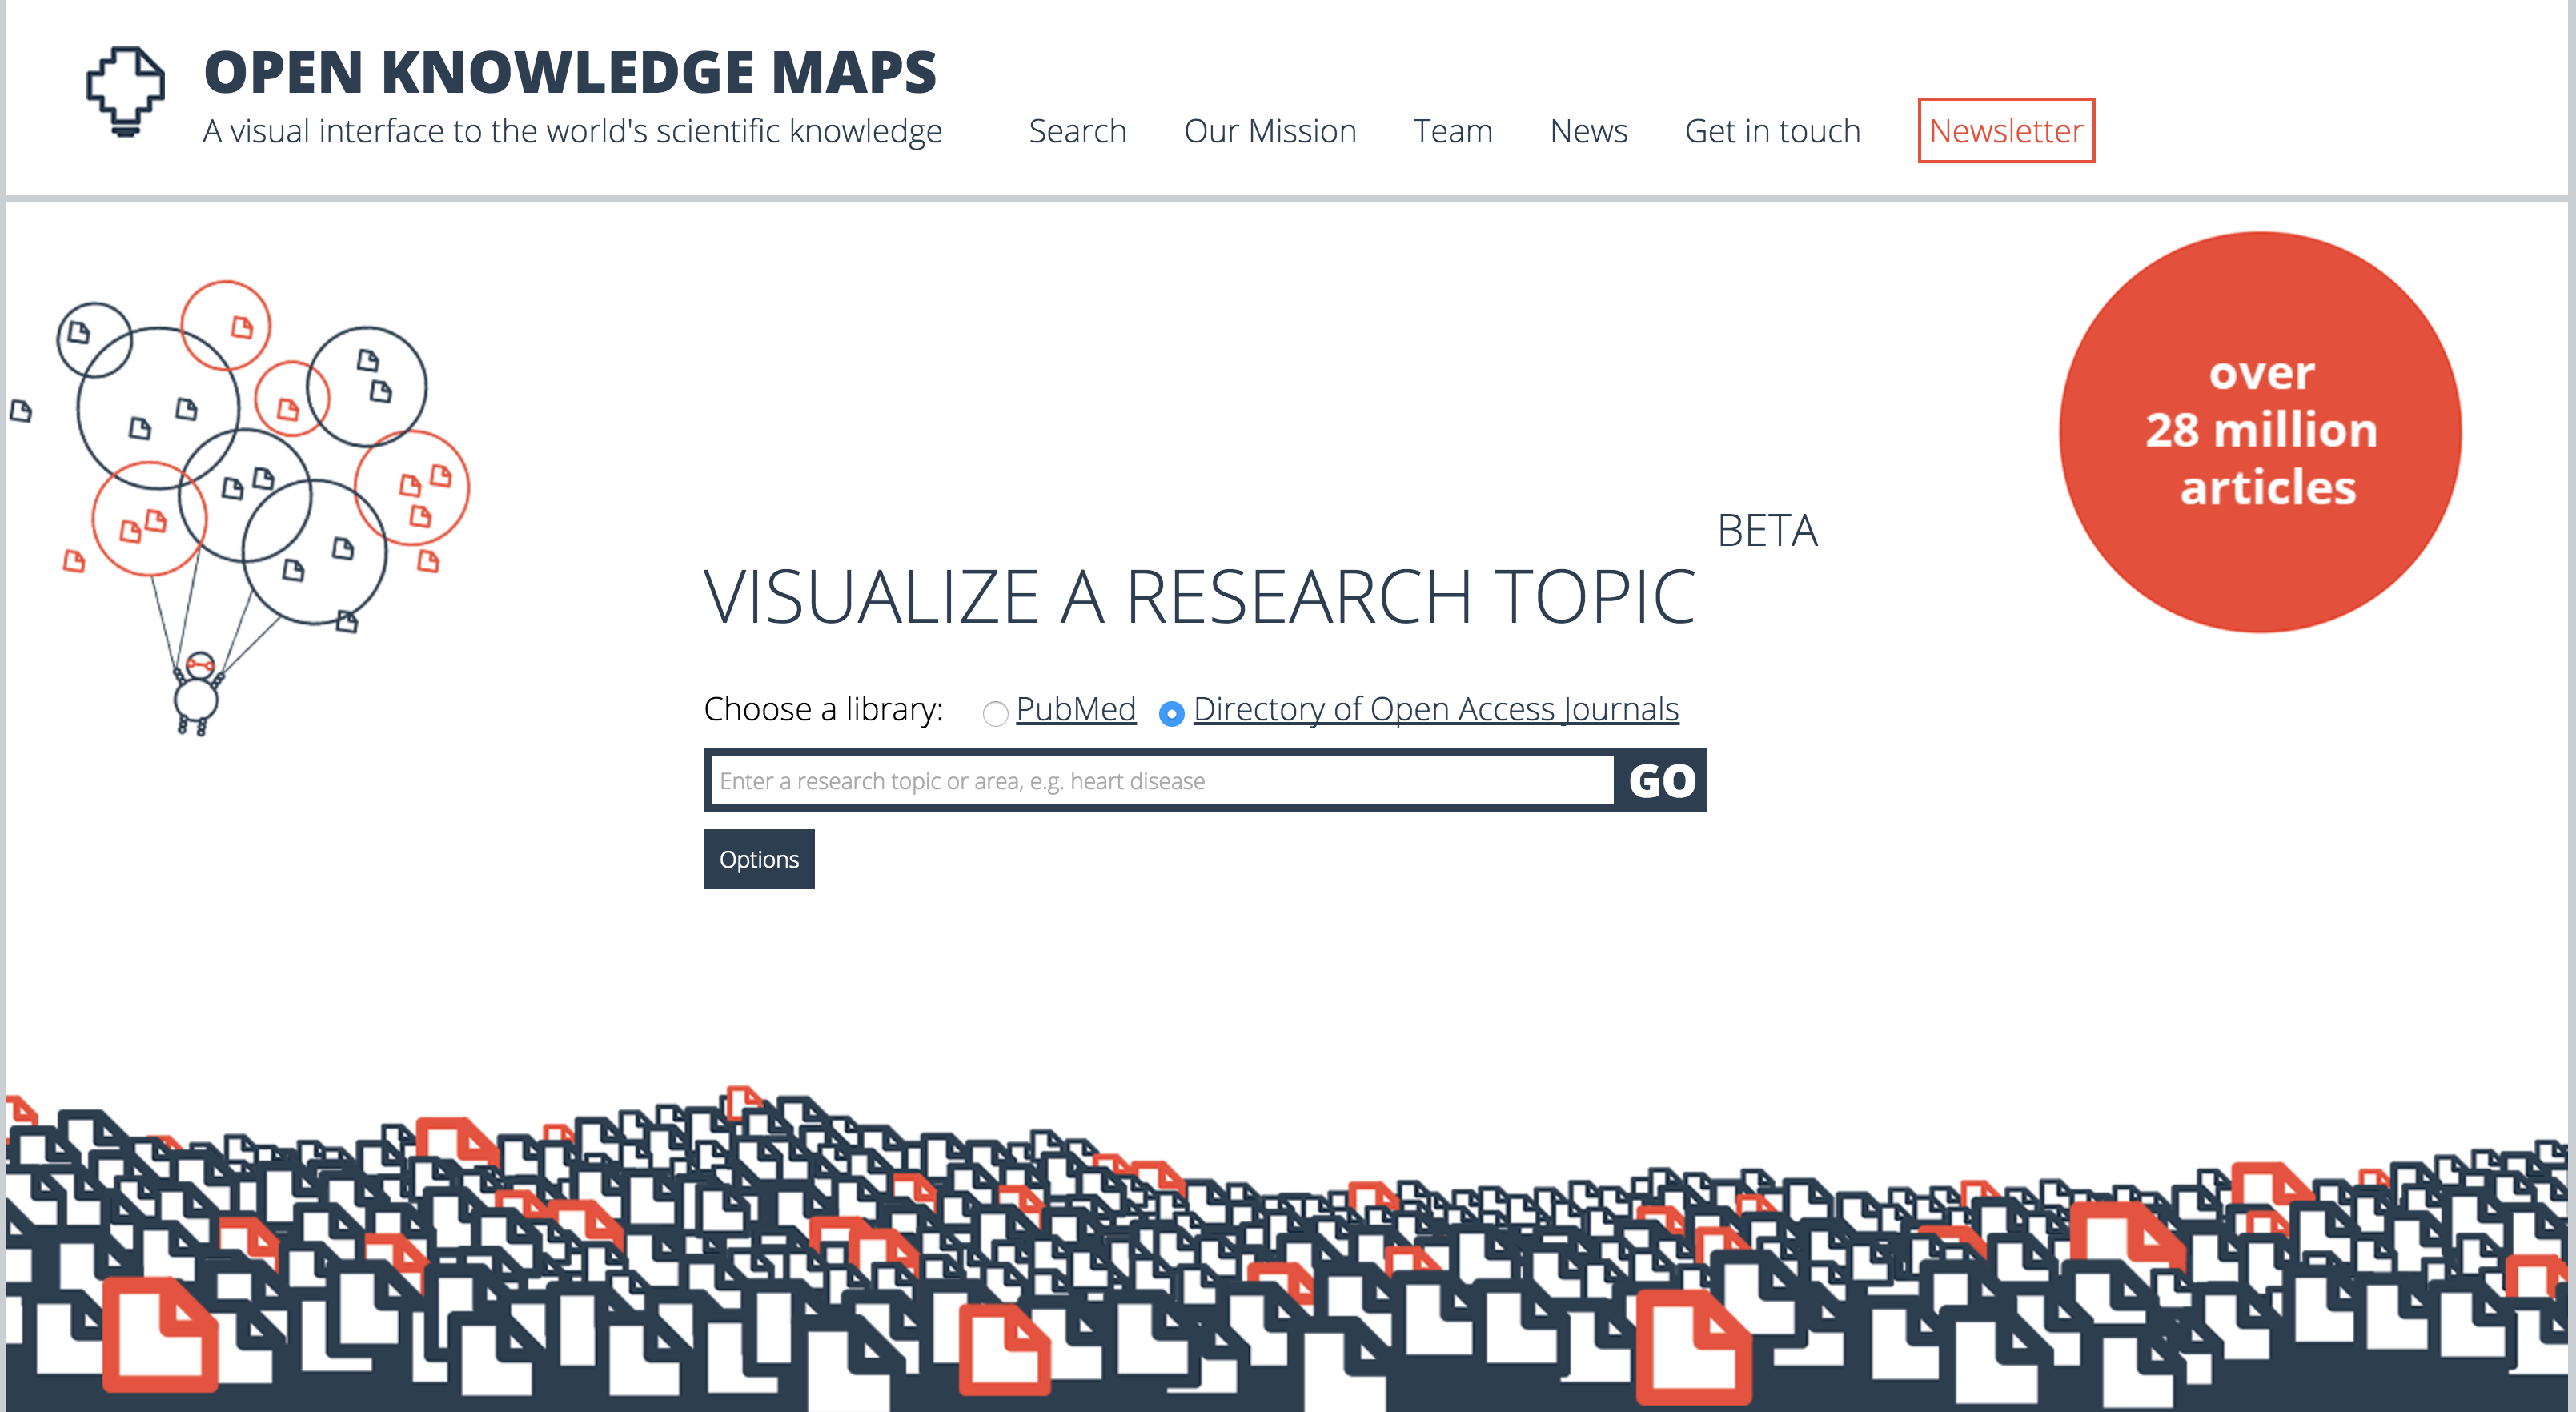 OPEN KNOWLEDGE MAPS
A visual interface to the world's scientific knowledge
Search Our Mission Team News Get in touch Newsletter
over
28 million
articles
BETA
VISUALIZE A RESEARCH TOPIC
Choose a library: PubMed Directory of Open Access Journals
Enter a research topic or area, e.g. heart disease GO
Options